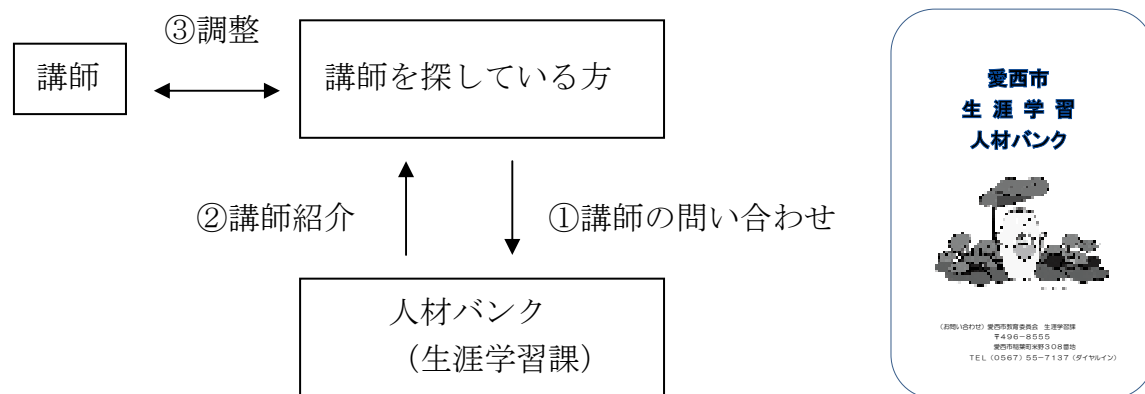 ③調整
講師
講師を探している方
②講師紹介
①講師の問い合わせ
人材バンク
（生涯学習課）
愛西市
生 涯 学 習
人材バンク
（お問い合わせ）愛西市教育委員会 生涯学習課
〒４９６－８５５５
愛西市稲葉町米野３０８番地
ＴＥＬ（０５６７）５５－７１３７（ダイヤルイン）